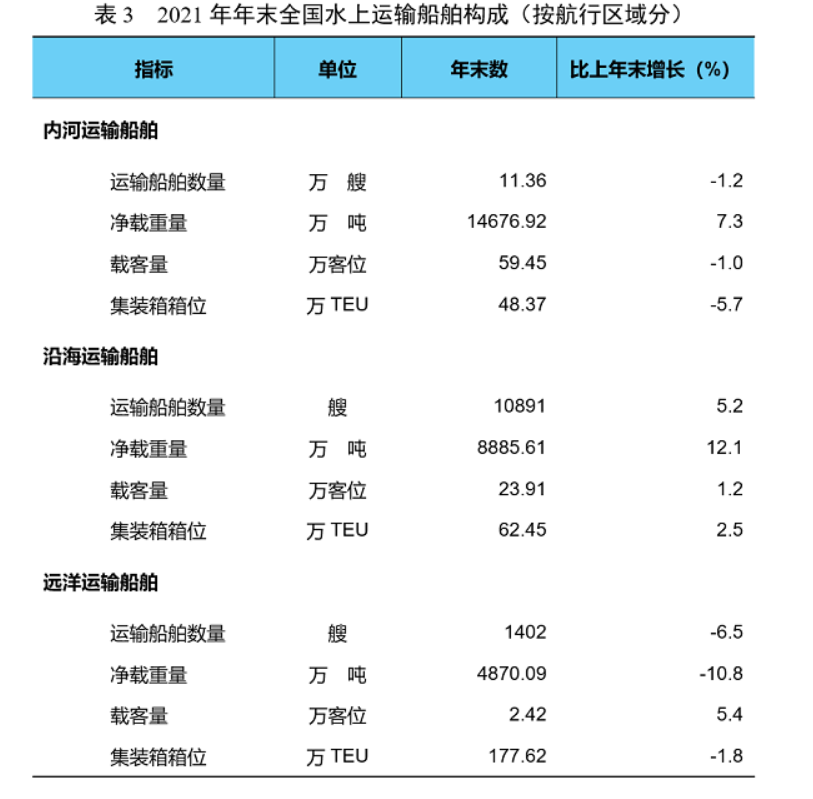 表 3 2021 年年末全国水上运输船舶构成（按航行区域分）
指标 单位 年末数 比上年末增长（%）
内河运输船舶
运输船舶数量 万 艘 11.36 -1.2
净载重量 万 吨 14676.92 7.3
载客量 万客位 59.45 -1.0
集装箱箱位 万 TEU 48.37 -5.7
沿海运输船舶
运输船舶数量 艘 10891 5.2
净载重量 万 吨 8885.61 12.1
载客量 万客位 23.91 1.2
集装箱箱位 万 TEU 62.45 2.5
远洋运输船舶
运输船舶数量 艘 1402 -6.5
净载重量 万 吨 4870.09 -10.8
载客量 万客位 2.42 5.4
集装箱箱位 万 TEU 177.62 -1.8